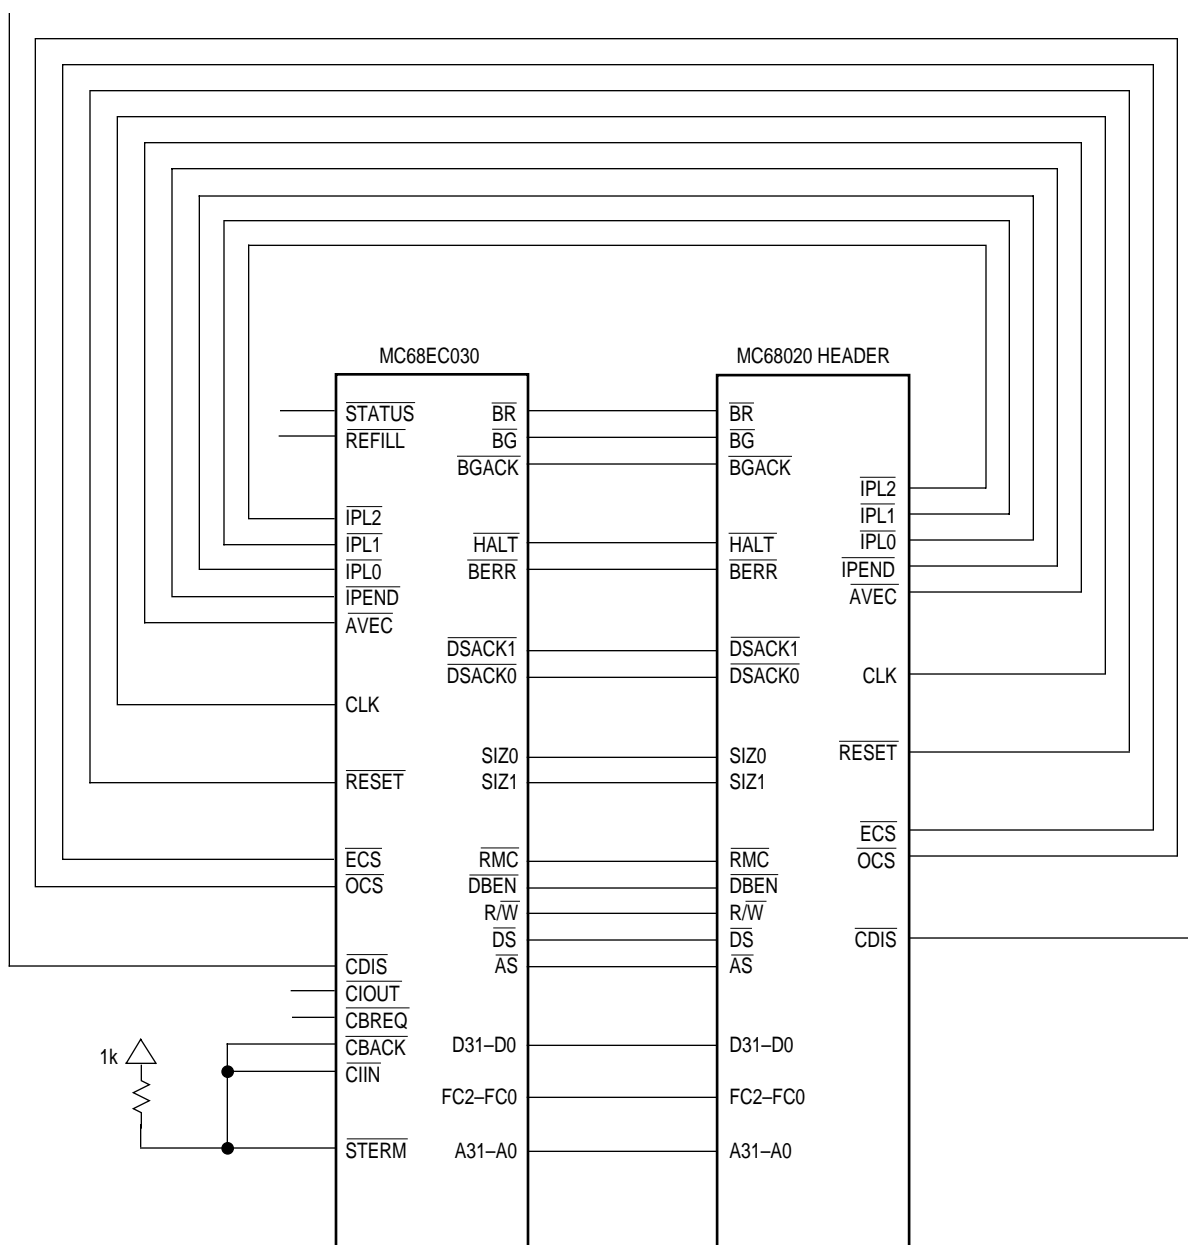 MC68EC030 MC68020 HEADER
STATUS BR BR
REFILL BG BG
BGACK BGACK
IPL2
IPL2 IPL1
IPL1 HALT HALT IPL0
IPL0 BERR BERR IPEND
IPEND AVEC
AVEC
DSACK1 DSACK1
DSACK0 DSACK0 CLK
CLK
SIZ0 SIZ0 RESET
RESET SIZ1 SIZ1
ECS
ECS RMC RMC OCS
OCS DBEN DBEN
R/W R/W
DS DS CDIS
CDIS AS AS
CIOUT
CBREQ
1k CBACK D31–D0 D31–D0
CIIN
FC2–FC0 FC2–FC0
STERM A31–A0 A31–A0